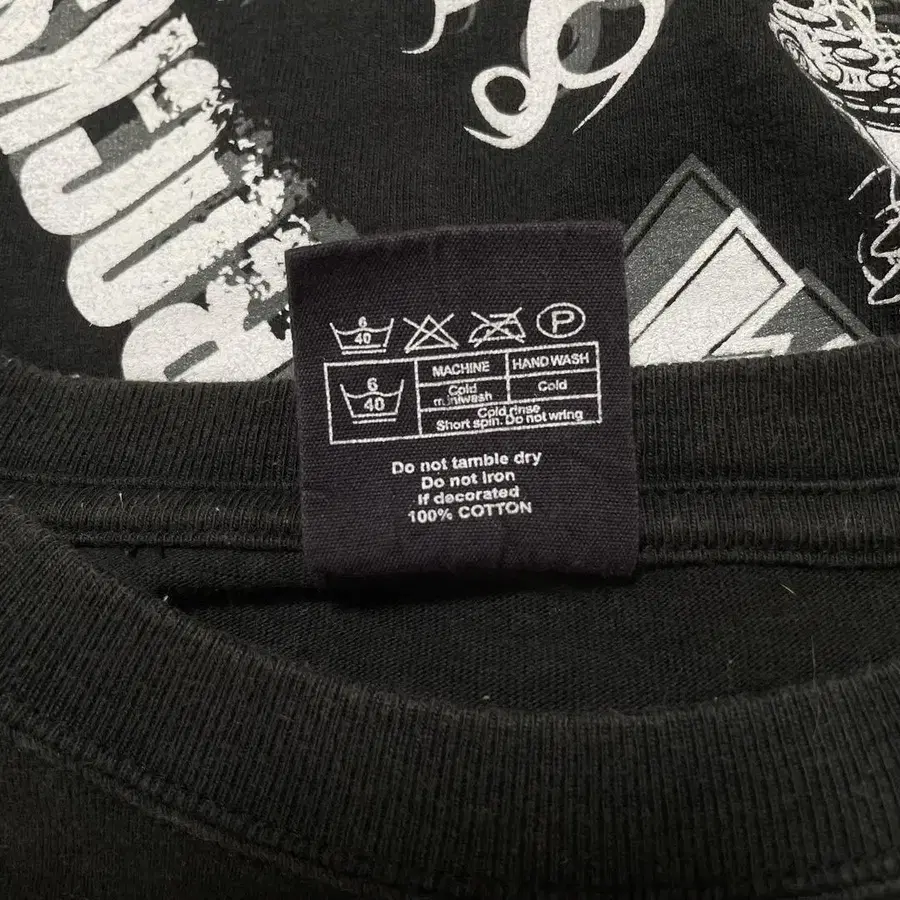 6
40
P
6
40
MACHINE HAND WASH
Cold
miniwash
Cold
Cold rinse
Short spin. Do not wring
Do not tamble dry
Do not Iron
If decorated
100% COTTON